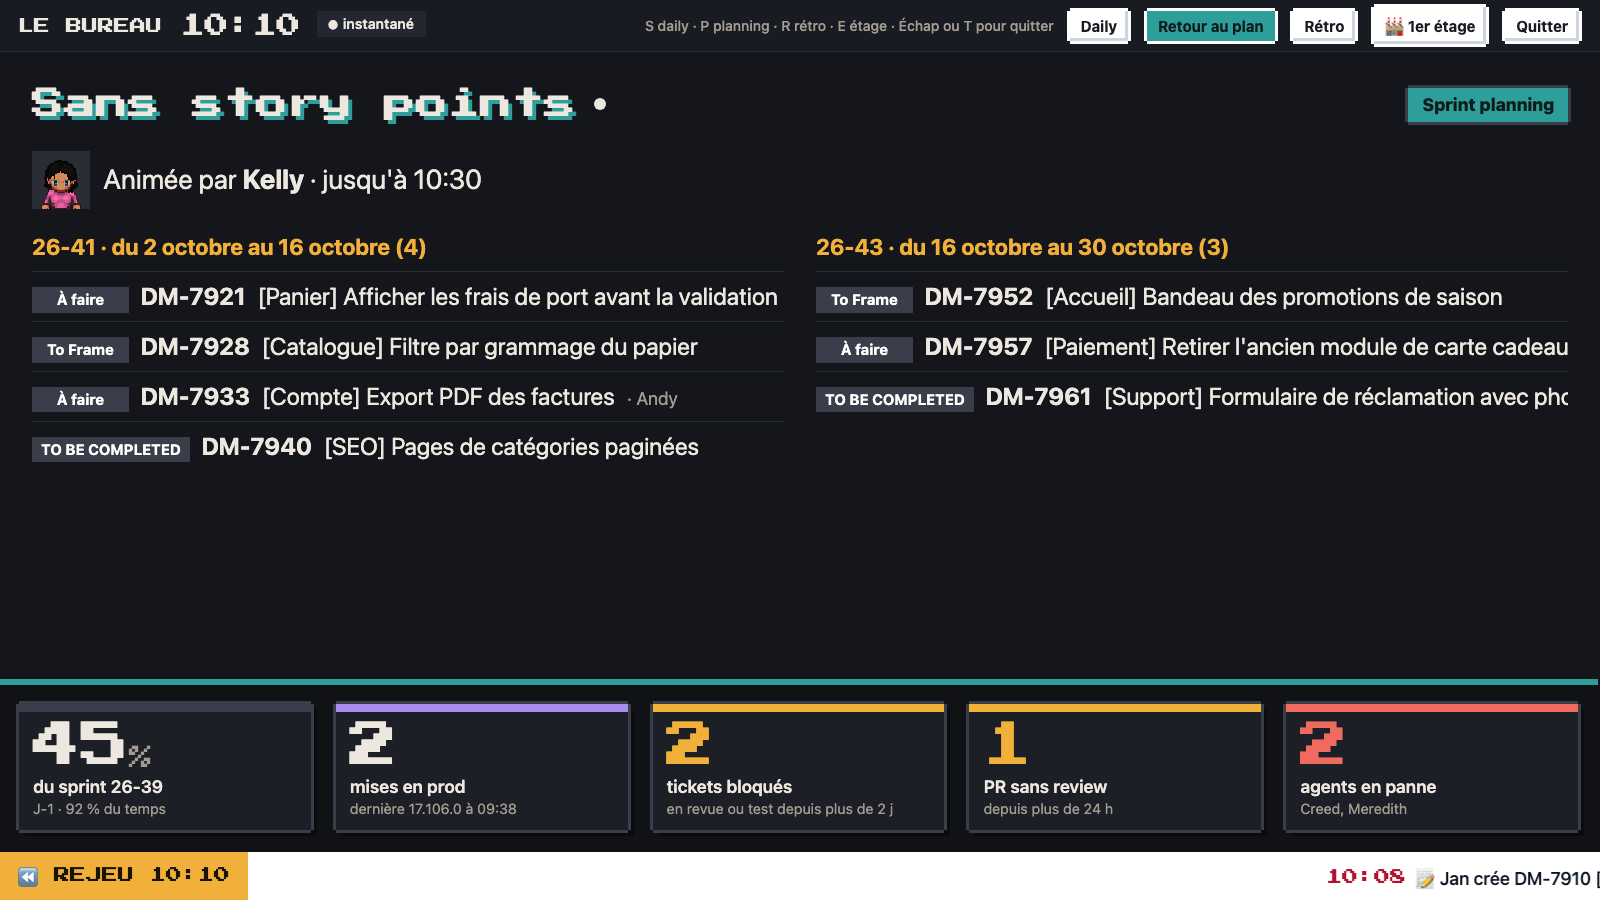 LE BUREAU 10:10 ● instantané S daily · P planning · R rétro · E étage · Échap ou T pour quitter Daily Retour au plan Rétro 1er étage Quitter
Sans story points •
Sprint planning
Animée par Kelly · jusqu'à 10:30
26-41 · du 2 octobre au 16 octobre (4)
À faire DM-7921 [Panier] Afficher les frais de port avant la validation
To Frame DM-7928 [Catalogue] Filtre par grammage du papier
À faire DM-7933 [Compte] Export PDF des factures · Andy
TO BE COMPLETED DM-7940 [SEO] Pages de catégories paginées
26-43 · du 16 octobre au 30 octobre (3)
To Frame DM-7952 [Accueil] Bandeau des promotions de saison
À faire DM-7957 [Paiement] Retirer l'ancien module de carte cadeau
TO BE COMPLETED DM-7961 [Support] Formulaire de réclamation avec pho
45%
du sprint 26-39
J-1 · 92 % du temps
2
mises en prod
dernière 17.106.0 à 09:38
2
tickets bloqués
en revue ou test depuis plus de 2 j
1
PR sans review
depuis plus de 24 h
2
agents en panne
Creed, Meredith
REJEU 10:10
10:08 Jan crée DM-7910 [